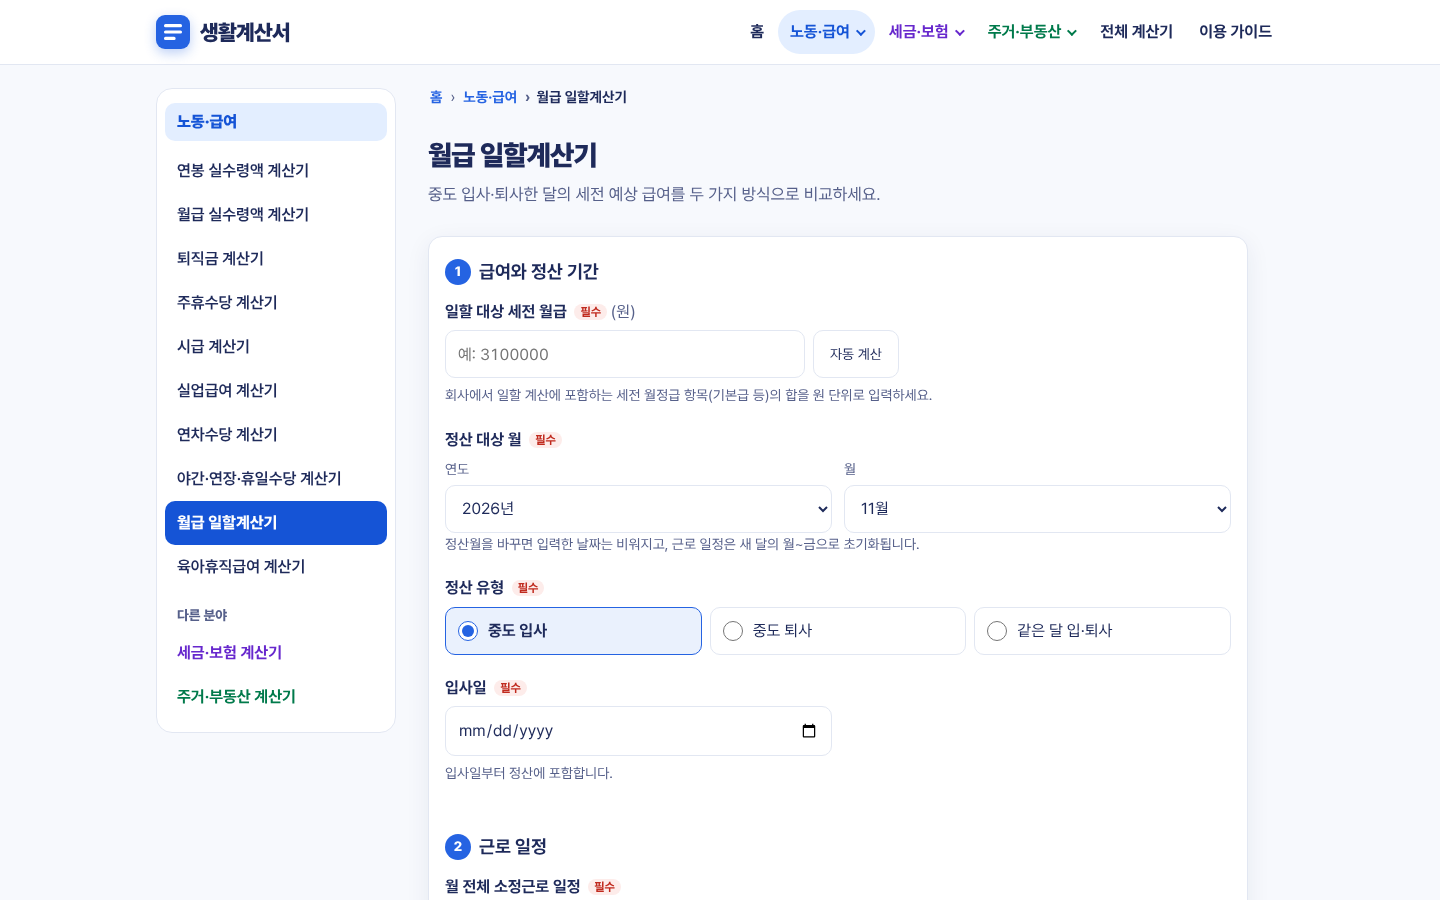 생활계산서
홈
노동·급여
세금·보험
주거·부동산
전체 계산기
이용 가이드
노동·급여
연봉 실수령액 계산기
월급 실수령액 계산기
퇴직금 계산기
주휴수당 계산기
시급 계산기
실업급여 계산기
연차수당 계산기
야간·연장·휴일수당 계산기
월급 일할계산기
육아휴직급여 계산기
다른 분야
세금·보험 계산기
주거·부동산 계산기
홈 › 노동·급여 › 월급 일할계산기
월급 일할계산기
중도 입사·퇴사한 달의 세전 예상 급여를 두 가지 방식으로 비교하세요.
1 급여와 정산 기간
일할 대상 세전 월급 필수 (원)
예: 3100000
자동 계산
회사에서 일할 계산에 포함하는 세전 월정급 항목(기본급 등)의 합을 원 단위로 입력하세요.
정산 대상 월 필수
연도
월
2026년
11월
정산월을 바꾸면 입력한 날짜는 비워지고, 근로 일정은 새 달의 월~금으로 초기화됩니다.
정산 유형 필수
중도 입사
중도 퇴사
같은 달 입·퇴사
입사일 필수
mm/dd/yyyy
입사일부터 정산에 포함합니다.
2 근로 일정
월 전체 소정근로 일정 필수